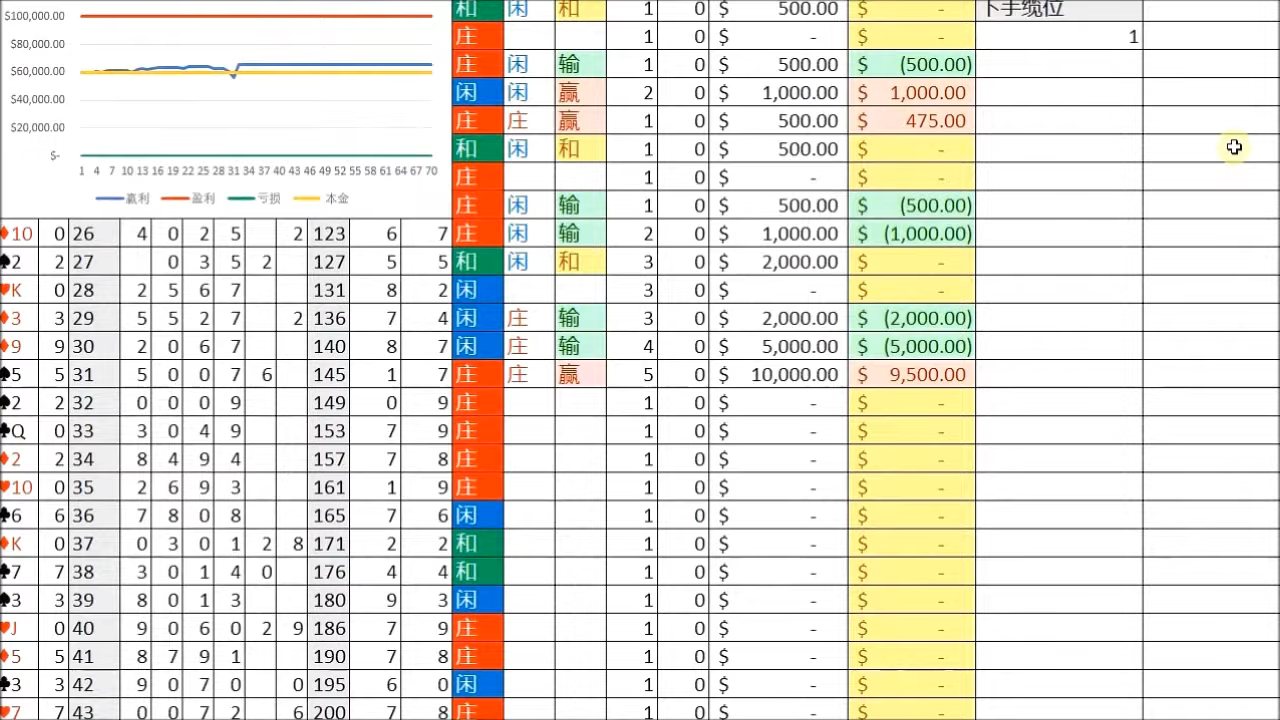 $100,000.00
$80,000.00
$60,000.00
$40,000.00
$20,000.00
$-
1 4 7 10 13 16 19 22 25 28 31 34 37 40 43 46 49 52 55 58 61 64 67 70
赢利 盈利 亏损 本金
和 闲 和 1 0 $ 500.00 $ - 下手缆位
庄 1 0 $ - $ - 1
庄 闲 输 1 0 $ 500.00 $ (500.00)
闲 闲 赢 2 0 $ 1,000.00 $ 1,000.00
庄 庄 赢 1 0 $ 500.00 $ 475.00
和 闲 和 1 0 $ 500.00 $ -
庄 1 0 $ - $ -
庄 闲 输 1 0 $ 500.00 $ (500.00)
♦10 0 26 4 0 2 5 2 123 6 7 庄 闲 输 2 0 $ 1,000.00 $ (1,000.00)
♠2 2 27 0 3 5 2 127 5 5 和 闲 和 3 0 $ 2,000.00 $ -
♥K 0 28 2 5 6 7 131 8 2 闲 3 0 $ - $ -
♦3 3 29 5 5 2 7 2 136 7 4 闲 庄 输 3 0 $ 2,000.00 $ (2,000.00)
♦9 9 30 2 0 6 7 140 8 7 闲 庄 输 4 0 $ 5,000.00 $ (5,000.00)
♠5 5 31 5 0 0 7 6 145 1 7 庄 庄 赢 5 0 $ 10,000.00 $ 9,500.00
♠2 2 32 0 0 0 9 149 0 9 庄 1 0 $ - $ -
♣Q 0 33 3 0 4 9 153 7 9 庄 1 0 $ - $ -
♦2 2 34 8 4 9 4 157 7 8 庄 1 0 $ - $ -
♥10 0 35 2 6 9 3 161 1 9 庄 1 0 $ - $ -
♣6 6 36 7 8 0 8 165 7 6 闲 1 0 $ - $ -
♦K 0 37 0 3 0 1 2 8 171 2 2 和 1 0 $ - $ -
♣7 7 38 3 0 1 4 0 176 4 4 和 1 0 $ - $ -
♠3 3 39 8 0 1 3 180 9 3 闲 1 0 $ - $ -
♥J 0 40 9 0 6 0 2 9 186 7 9 庄 1 0 $ - $ -
♦5 5 41 8 7 9 1 190 7 8 庄 1 0 $ - $ -
♣3 3 42 9 0 7 0 0 195 6 0 闲 1 0 $ - $ -
♥7 7 43 0 0 7 2 6 200 7 8 庄 1 0 $ - $ -